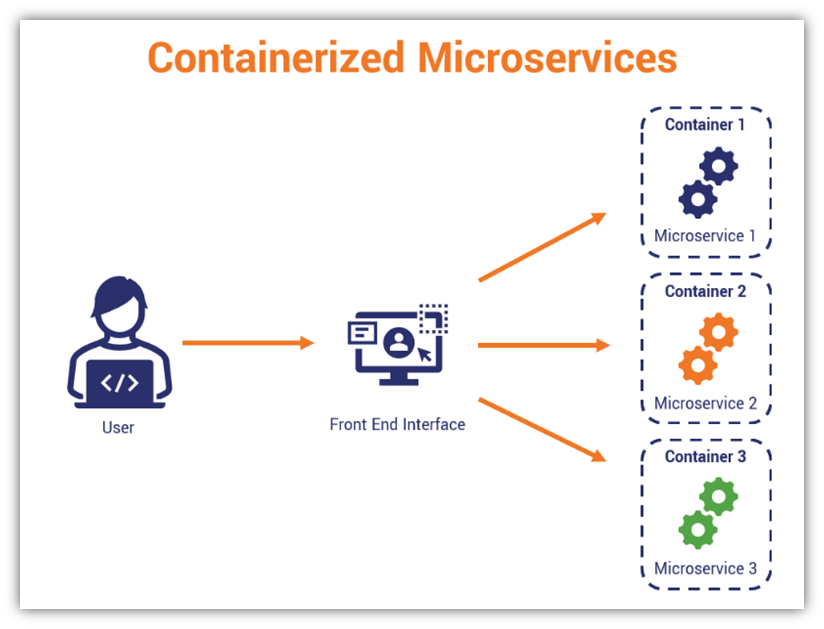 Containerized Microservices
Container 1
Microservice 1
Container 2
Microservice 2
Container 3
Microservice 3
</>
User
Front End Interface